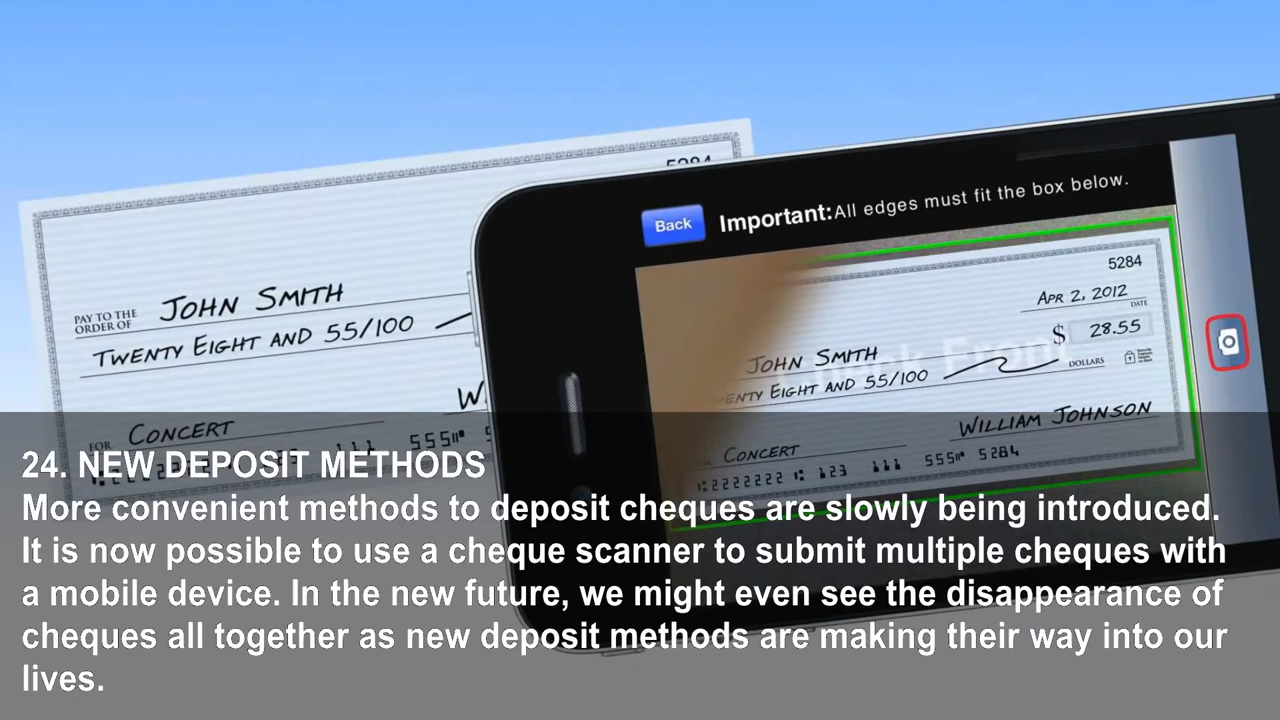 5284
PAY TO THE
ORDER OF
JOHN SMITH
TWENTY EIGHT AND 55/100
FOR CONCERT
Back
Important: All edges must fit the box below.
5284
APR 2, 2012
DATE
$ 28.55
JOHN SMITH
TWENTY EIGHT AND 55/100
DOLLARS
CONCERT
WILLIAM JOHNSON
⑆2222222⑆ 123 111 555⑈ 5284
24. NEW DEPOSIT METHODS
More convenient methods to deposit cheques are slowly being introduced.
It is now possible to use a cheque scanner to submit multiple cheques with
a mobile device. In the new future, we might even see the disappearance of
cheques all together as new deposit methods are making their way into our
lives.